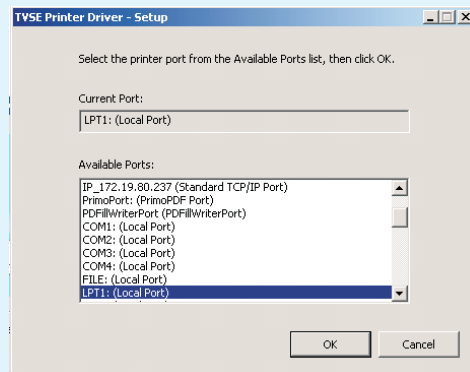 TVSE Printer Driver - Setup
Select the printer port from the Available Ports list, then click OK.
Current Port:
LPT1: (Local Port)
Available Ports:
IP_172.19.80.237 (Standard TCP/IP Port)
PrimoPort: (PrimoPDF Port)
PDFillWriterPort (PDFillWriterPort)
COM1: (Local Port)
COM2: (Local Port)
COM3: (Local Port)
COM4: (Local Port)
FILE: (Local Port)
LPT1: (Local Port)
OK
Cancel